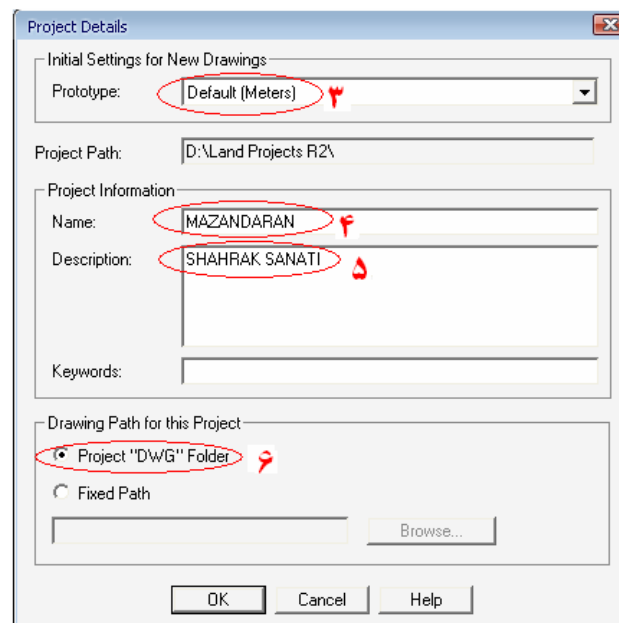 Project Details
Initial Settings for New Drawings
Prototype: Default (Meters) ۳
Project Path: D:\Land Projects R2\
Project Information
Name: MAZANDARAN ۴
Description: SHAHRAK SANATI ۵
Keywords:
Drawing Path for this Project
Project "DWG" Folder ۶
Fixed Path
Browse...
OK Cancel Help